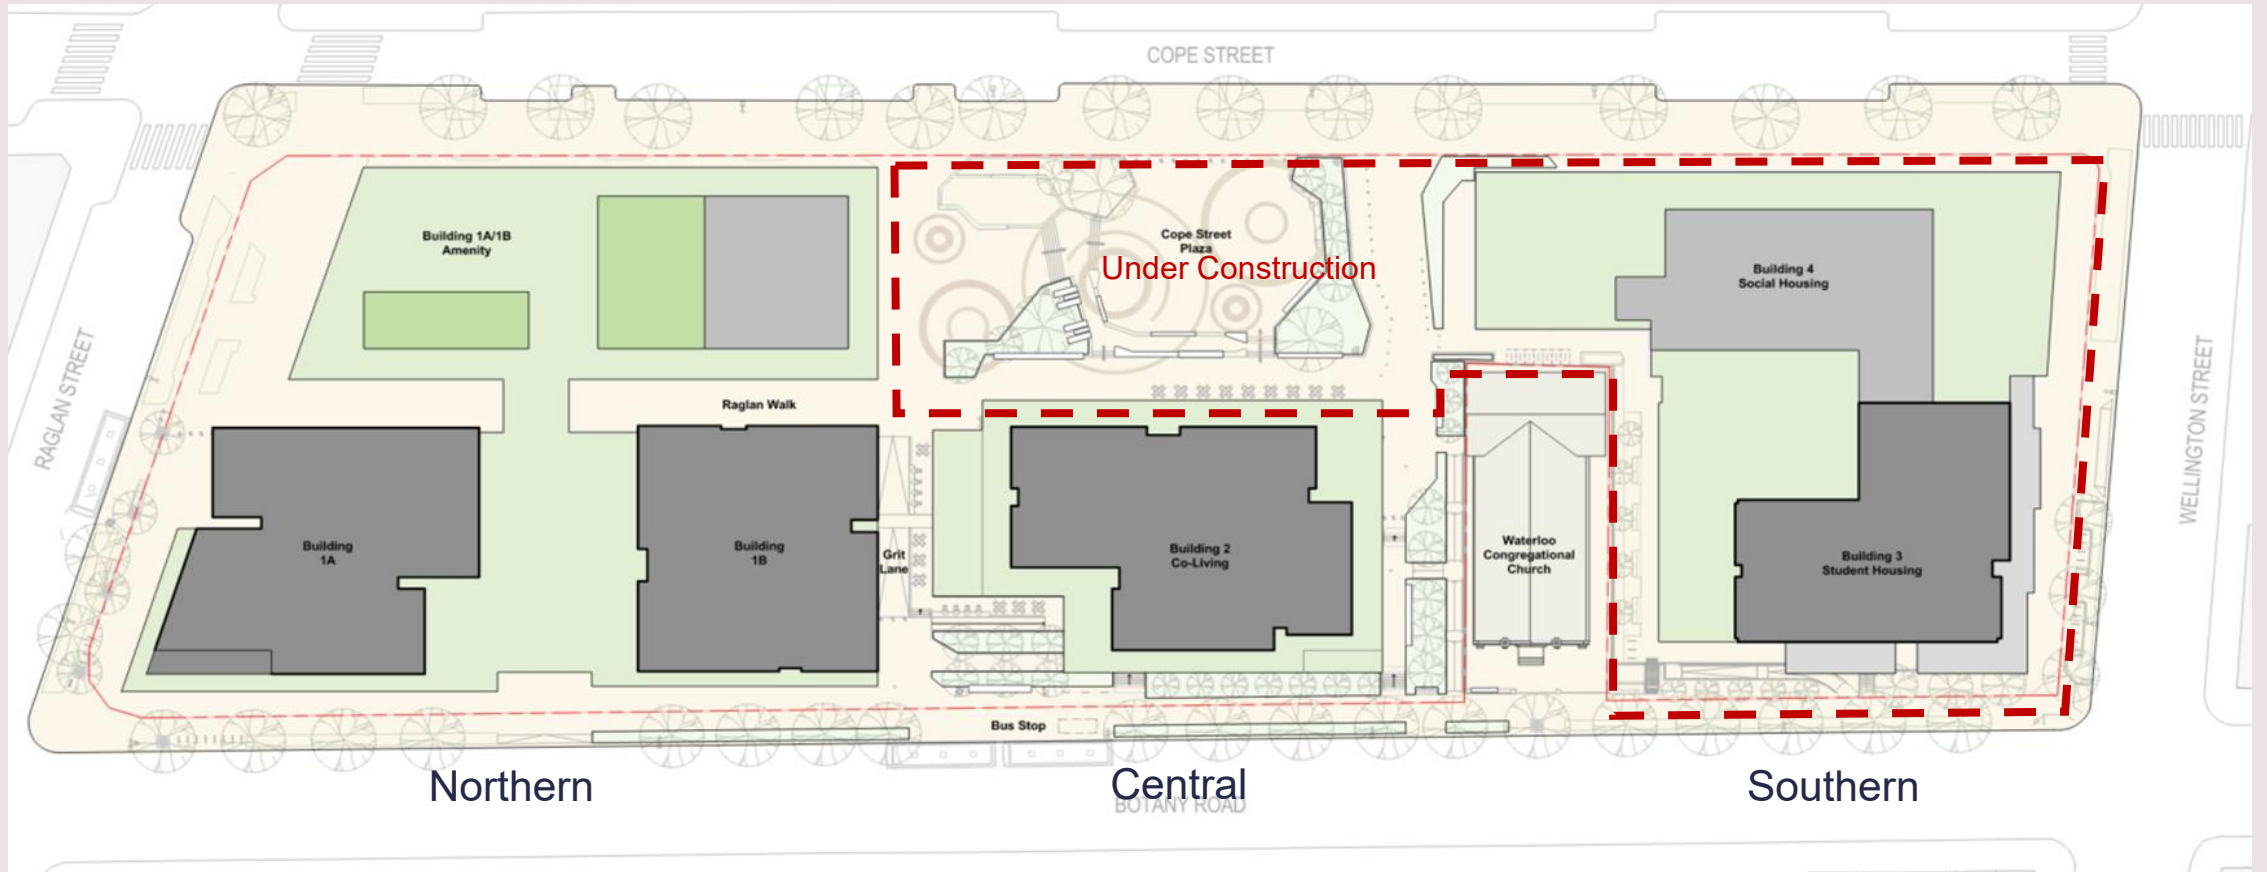 COPE STREET
Building 1A/1B
Amenity
Cope Street
Plaza
Under Construction
Building 4
Social Housing
RAGLAN STREET
WELLINGTON STREET
Raglan Walk
Building
1A
Building
1B
Grit
Lane
Building 2
Co-Living
Waterloo
Congregational
Church
Building 3
Student Housing
Bus Stop
Northern
Central
Southern
BOTANY ROAD